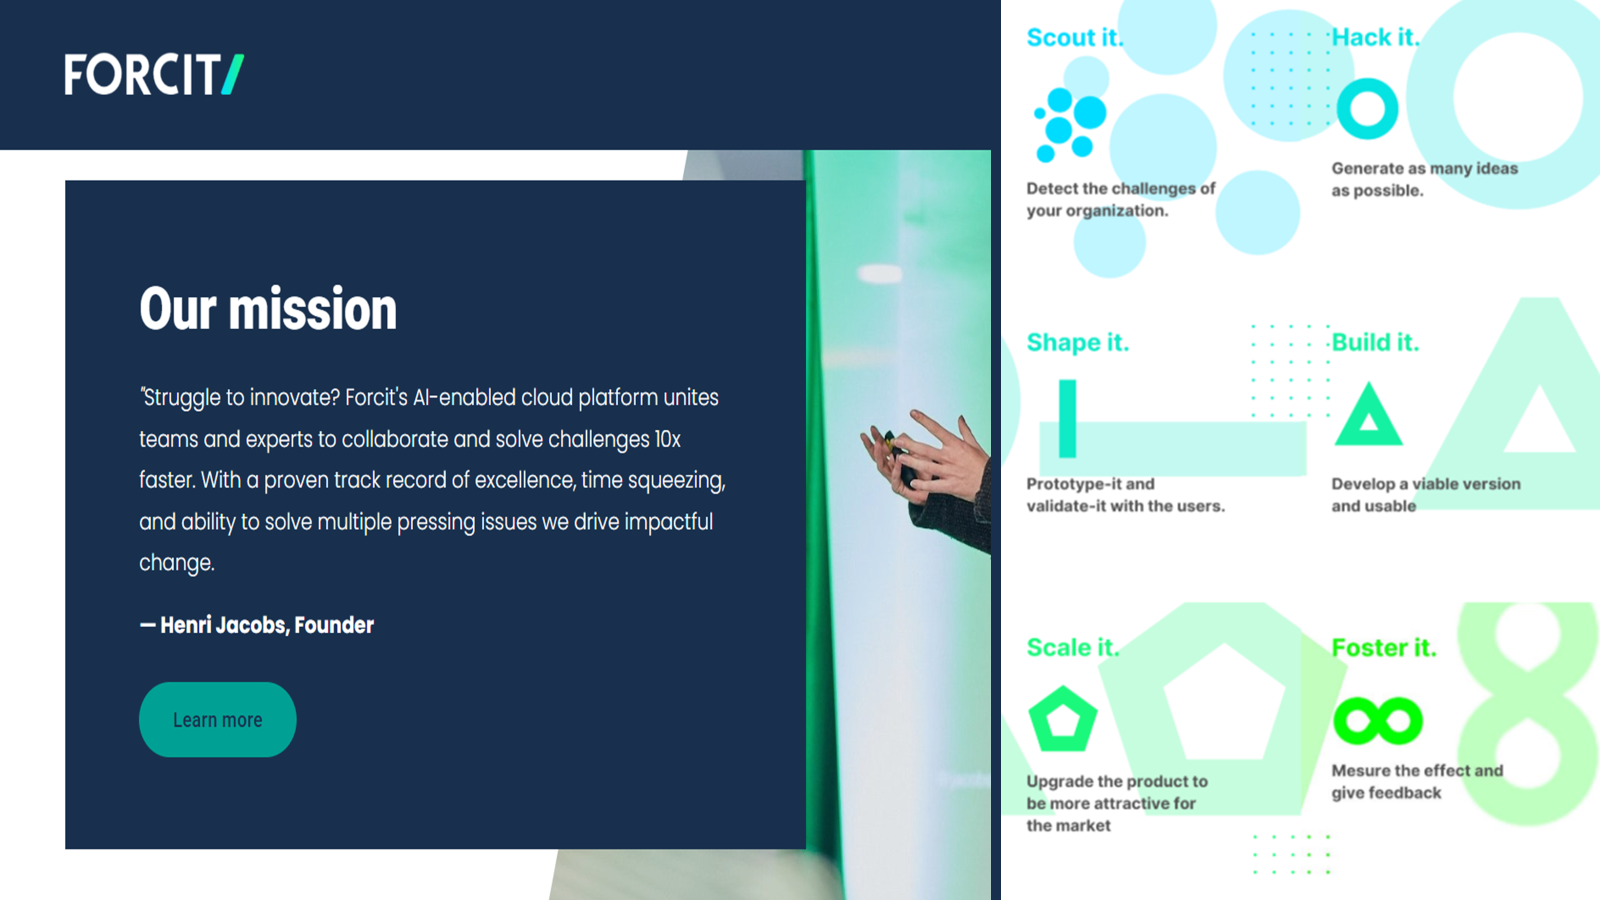 FORCIT/
Our mission
"Struggle to innovate? Forcit's AI-enabled cloud platform unites
teams and experts to collaborate and solve challenges 10x
faster. With a proven track record of excellence, time squeezing,
and ability to solve multiple pressing issues we drive impactful
change.
— Henri Jacobs, Founder
Learn more
Scout it.
Detect the challenges of
your organization.
Hack it.
Generate as many ideas
as possible.
Shape it.
Prototype-it and
validate-it with the users.
Build it.
Develop a viable version
and usable
Scale it.
Upgrade the product to
be more attractive for
the market
Foster it.
Mesure the effect and
give feedback